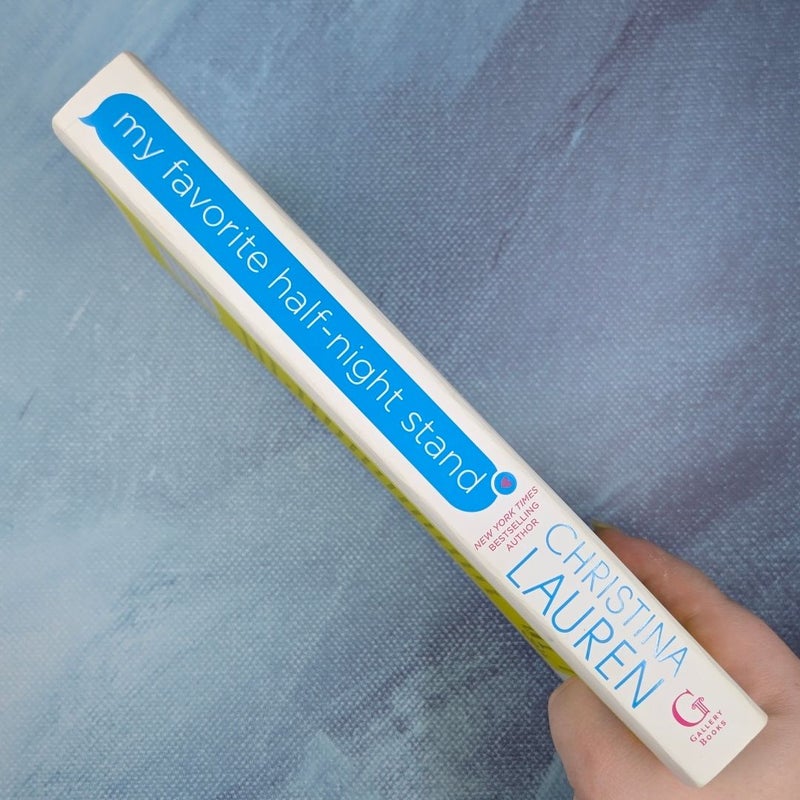 my favorite half-night stand
NEW YORK TIMES
BESTSELLING
AUTHOR
CHRISTINA
LAUREN
G
GALLERY
BOOKS